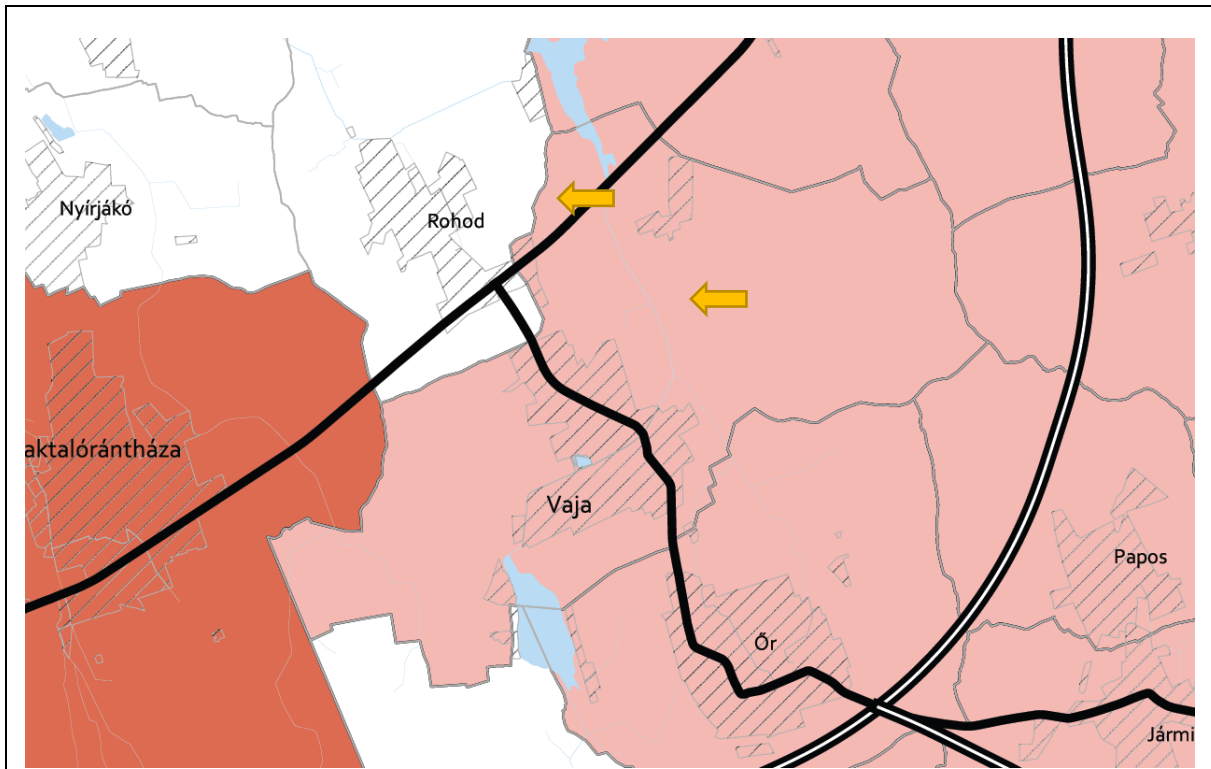 Nyírjákó
Rohod
aktalórántháza
Vaja
Papos
Őr
Jármi